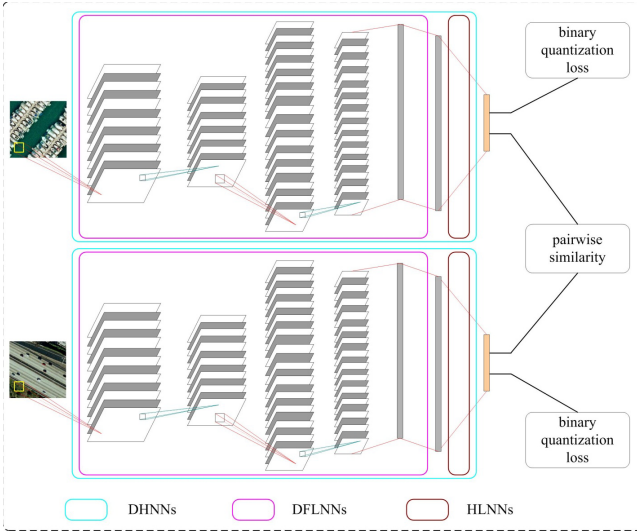 binary
quantization
loss
pairwise
similarity
binary
quantization
loss
DHNNs
DFLNNs
HLNNs